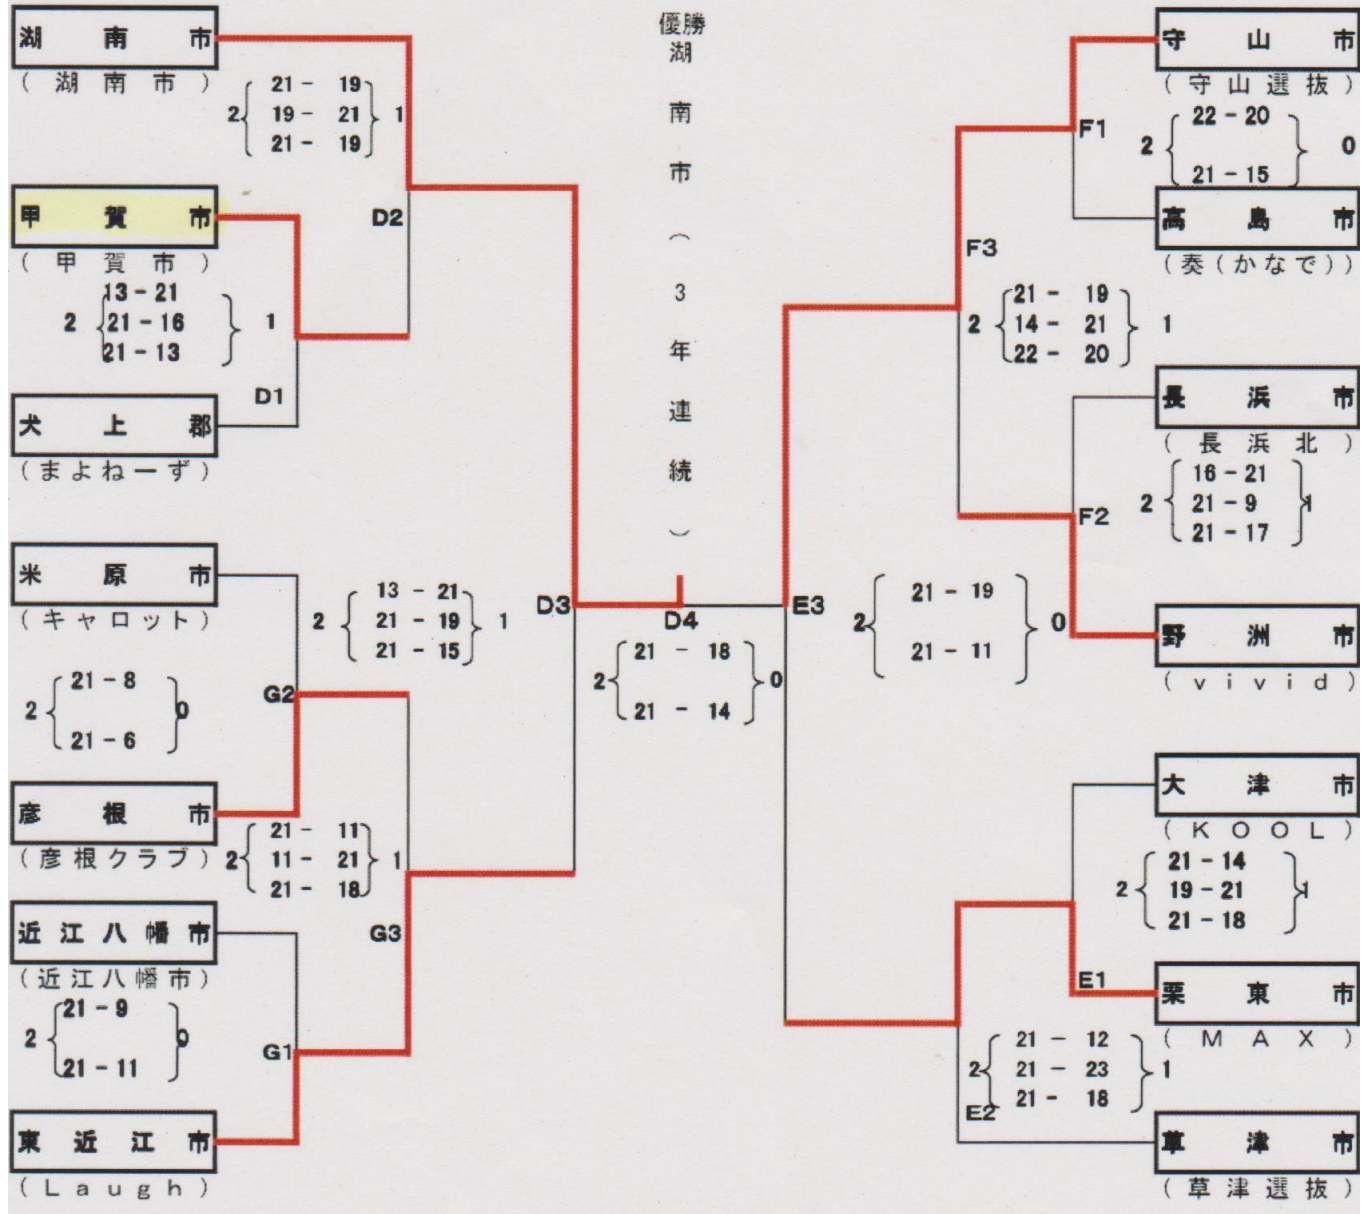 優勝
湖南市（3年連続）
湖南市
(湖南市)
2 21 - 19 1
19 - 21
21 - 19
D2
甲賀市
(甲賀市)
13 - 21
2 21 - 16 1
21 - 13
D1
犬上郡
(まよねーず)
米原市
(キャロット)
21 - 8
2 0
21 - 6
G2
彦根市
(彦根クラブ)
21 - 11
2 11 - 21 1
21 - 18
G3
近江八幡市
(近江八幡市)
21 - 9
2 0
21 - 11
G1
東近江市
(Laugh)
13 - 21
2 21 - 19 1
21 - 15
D3
D4
21 - 18
2 0
21 - 14
E3
21 - 19
2 0
21 - 11
守山市
(守山選抜)
F1
22 - 20
2 0
21 - 15
高島市
(奏(かなで))
F3
21 - 19
2 14 - 21 1
22 - 20
長浜市
(長浜北)
F2
16 - 21
2 21 - 9 1
21 - 17
野洲市
(vivid)
大津市
(KOOL)
21 - 14
2 19 - 21 1
21 - 18
E1
栗東市
(MAX)
21 - 12
2 21 - 23 1
21 - 18
E2
草津市
(草津選抜)